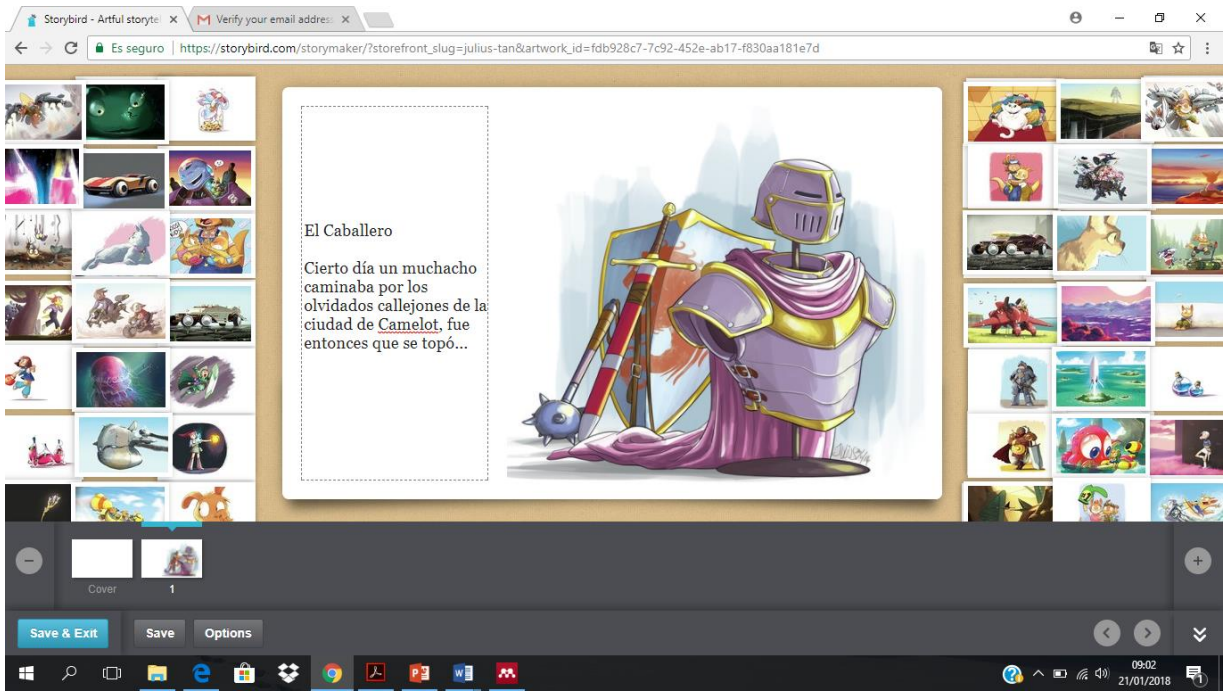 Storybird - Artful storytel
Verify your email address
Es seguro
https://storybird.com/storymaker/?storefront_slug=julius-tan&artwork_id=fdb928c7-7c92-452e-ab17-f830aa181e7d
El Caballero
Cierto día un muchacho
caminaba por los
olvidados callejones de la
ciudad de Camelot, fue
entonces que se topó...
Cover
1
Save & Exit
Save
Options
09:02
21/01/2018